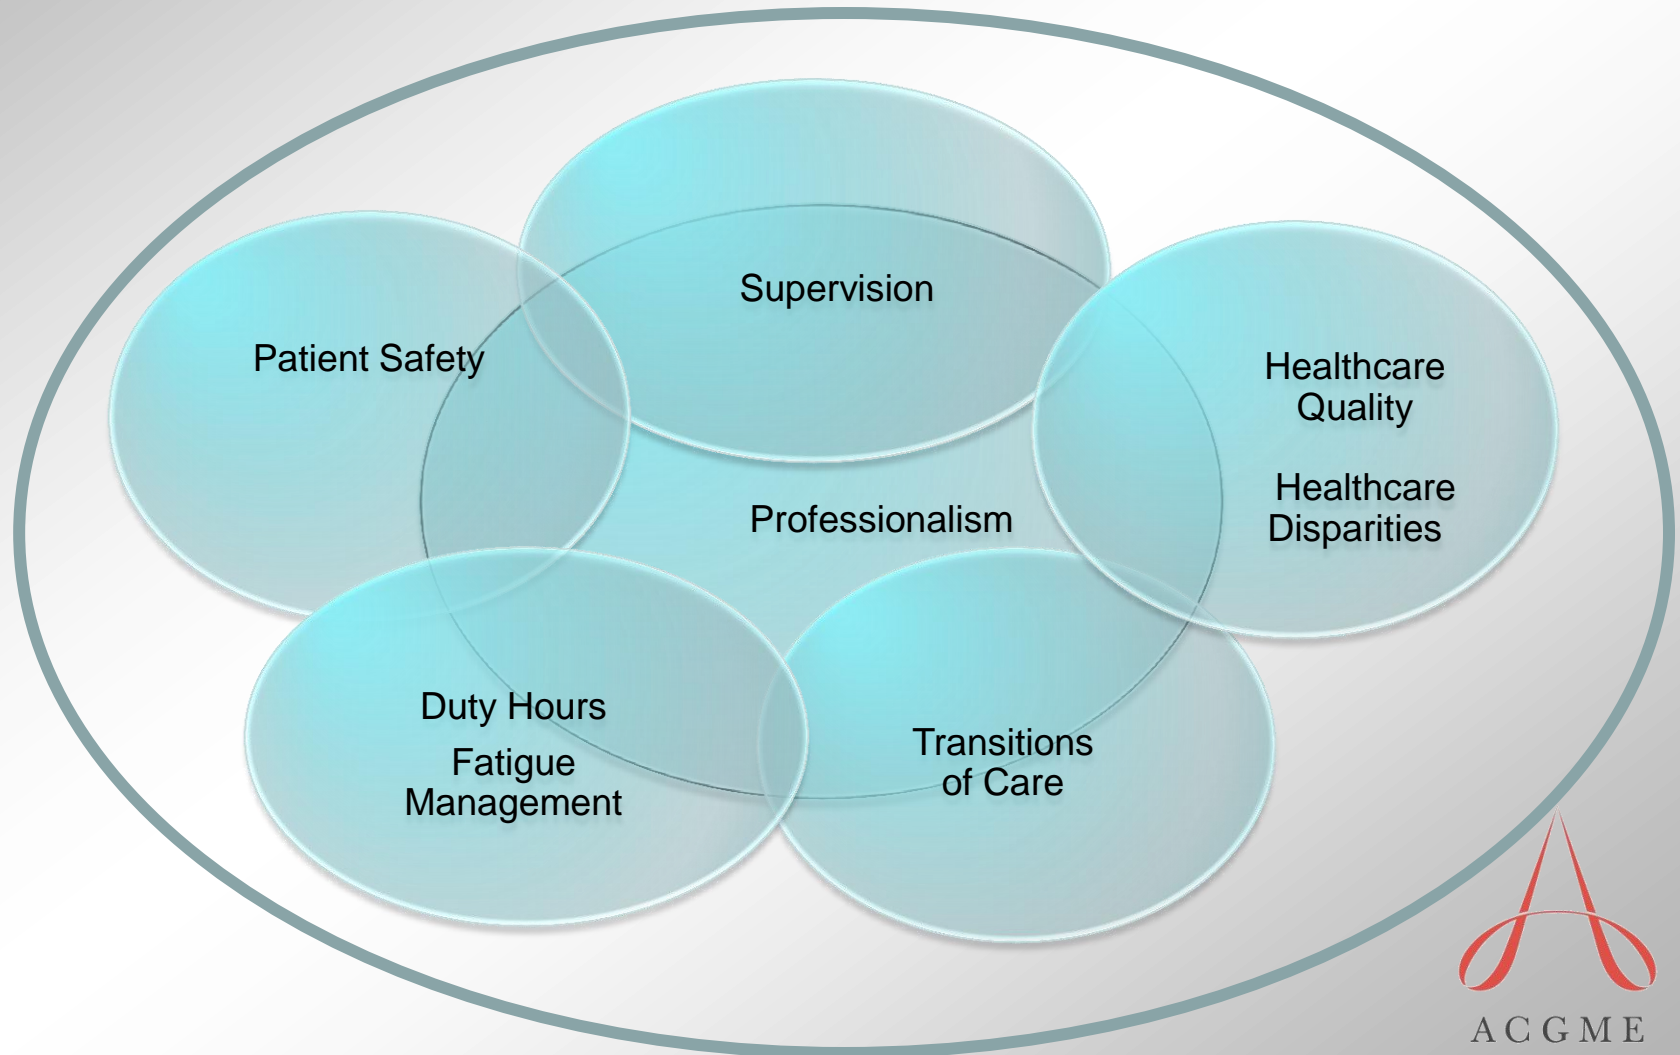 Supervision
Patient Safety
Healthcare
Quality
Healthcare
Disparities
Professionalism
Duty Hours
Fatigue
Management
Transitions
of Care
ACGME